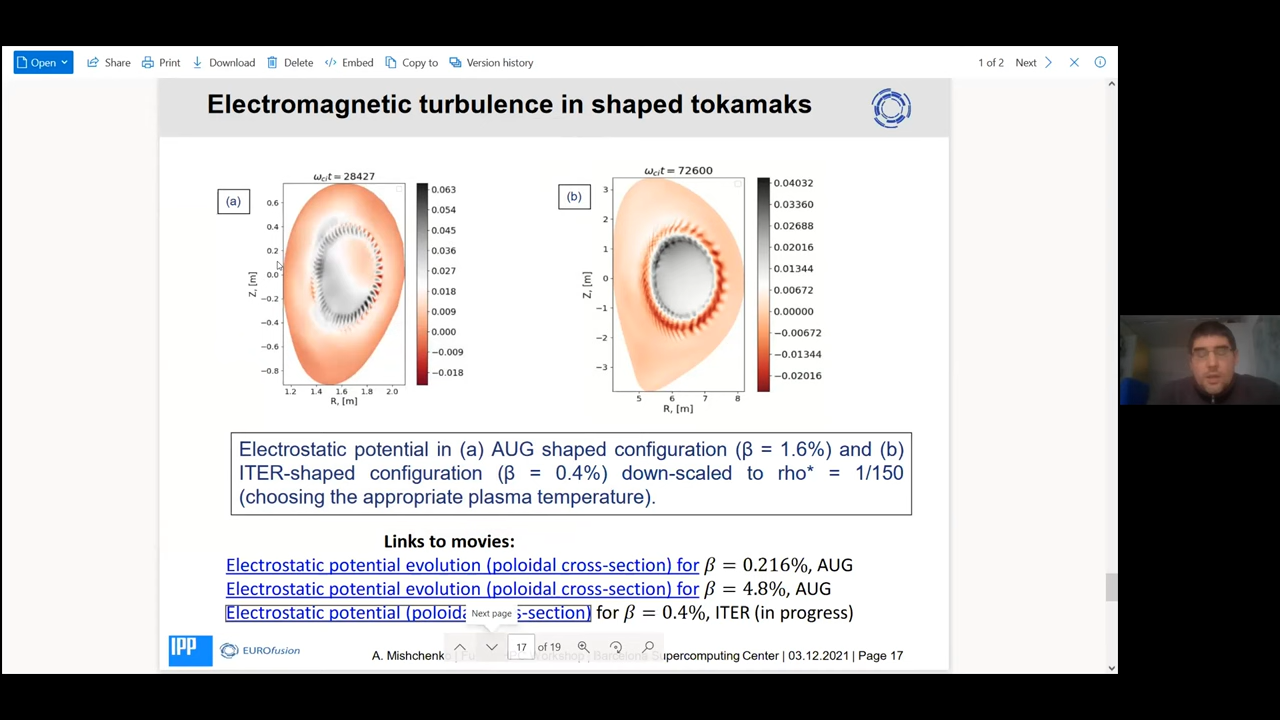 Open Share Print Download Delete Embed Copy to Version history 1 of 2 Next
Electromagnetic turbulence in shaped tokamaks
(a)
ω_ci t = 28427
0.6
0.4
0.2
0.0
−0.2
−0.4
−0.6
−0.8
Z, [m]
1.2 1.4 1.6 1.8 2.0
R, [m]
0.063
0.054
0.045
0.036
0.027
0.018
0.009
0.000
−0.009
−0.018
(b)
ω_ci t = 72600
3
2
1
0
−1
−2
−3
Z, [m]
5 6 7 8
R, [m]
0.04032
0.03360
0.02688
0.02016
0.01344
0.00672
0.00000
−0.00672
−0.01344
−0.02016
Electrostatic potential in (a) AUG shaped configuration (β = 1.6%) and (b)
ITER-shaped configuration (β = 0.4%) down-scaled to rho* = 1/150
(choosing the appropriate plasma temperature).
Links to movies:
Electrostatic potential evolution (poloidal cross-section) for β = 0.216%, AUG
Electrostatic potential evolution (poloidal cross-section) for β = 4.8%, AUG
Electrostatic potential (poloida s-section) for β = 0.4%, ITER (in progress)
Next page
17 of 19
IPP EUROfusion
A. Mishchenko | Workshop | Barcelona Supercomputing Center | 03.12.2021 | Page 17